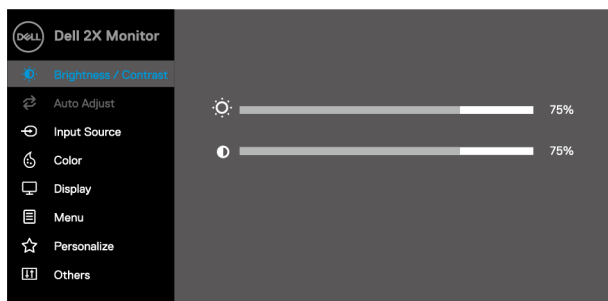 DELL Dell 2X Monitor
Brightness / Contrast
Auto Adjust
75%
Input Source
Color
75%
Display
Menu
Personalize
Others